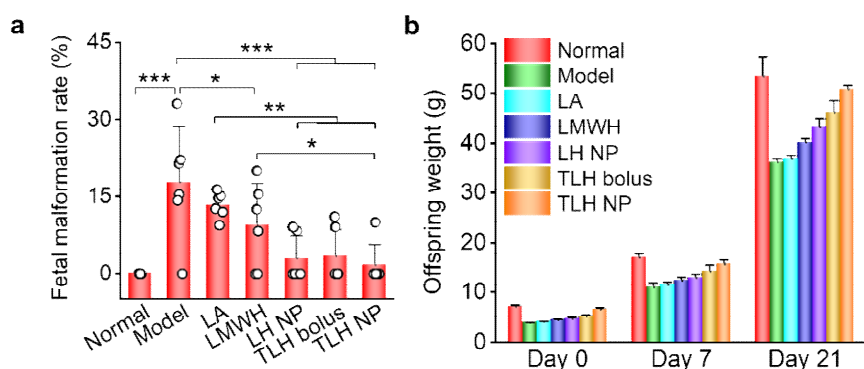 a
Fetal malformation rate (%)
45
30
15
0
***
***
*
**
*
Normal
Model
LA
LMWH
LH NP
TLH bolus
TLH NP
b
Offspring weight (g)
60
50
40
30
20
10
0
Normal
Model
LA
LMWH
LH NP
TLH bolus
TLH NP
Day 0
Day 7
Day 21